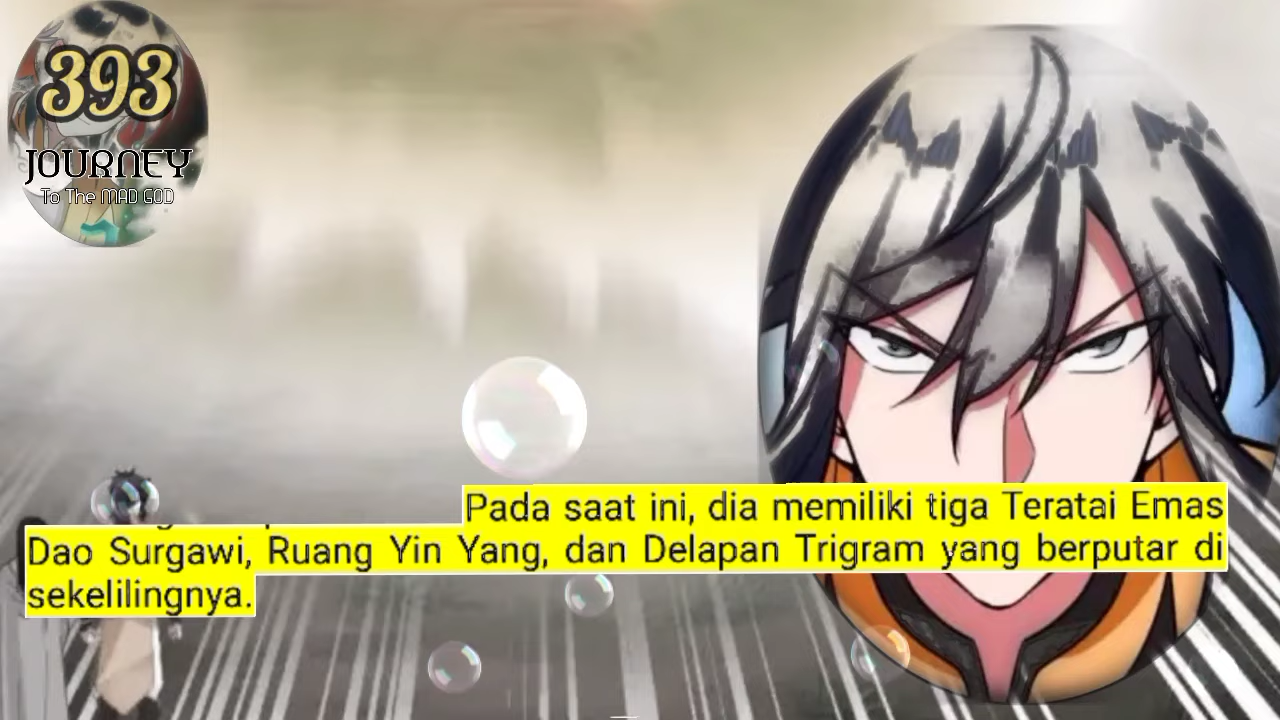 393
JOURNEY
To The MAD GOD
Pada saat ini, dia memiliki tiga Teratai Emas
Dao Surgawi, Ruang Yin Yang, dan Delapan Trigram yang berputar di
sekelilingnya.